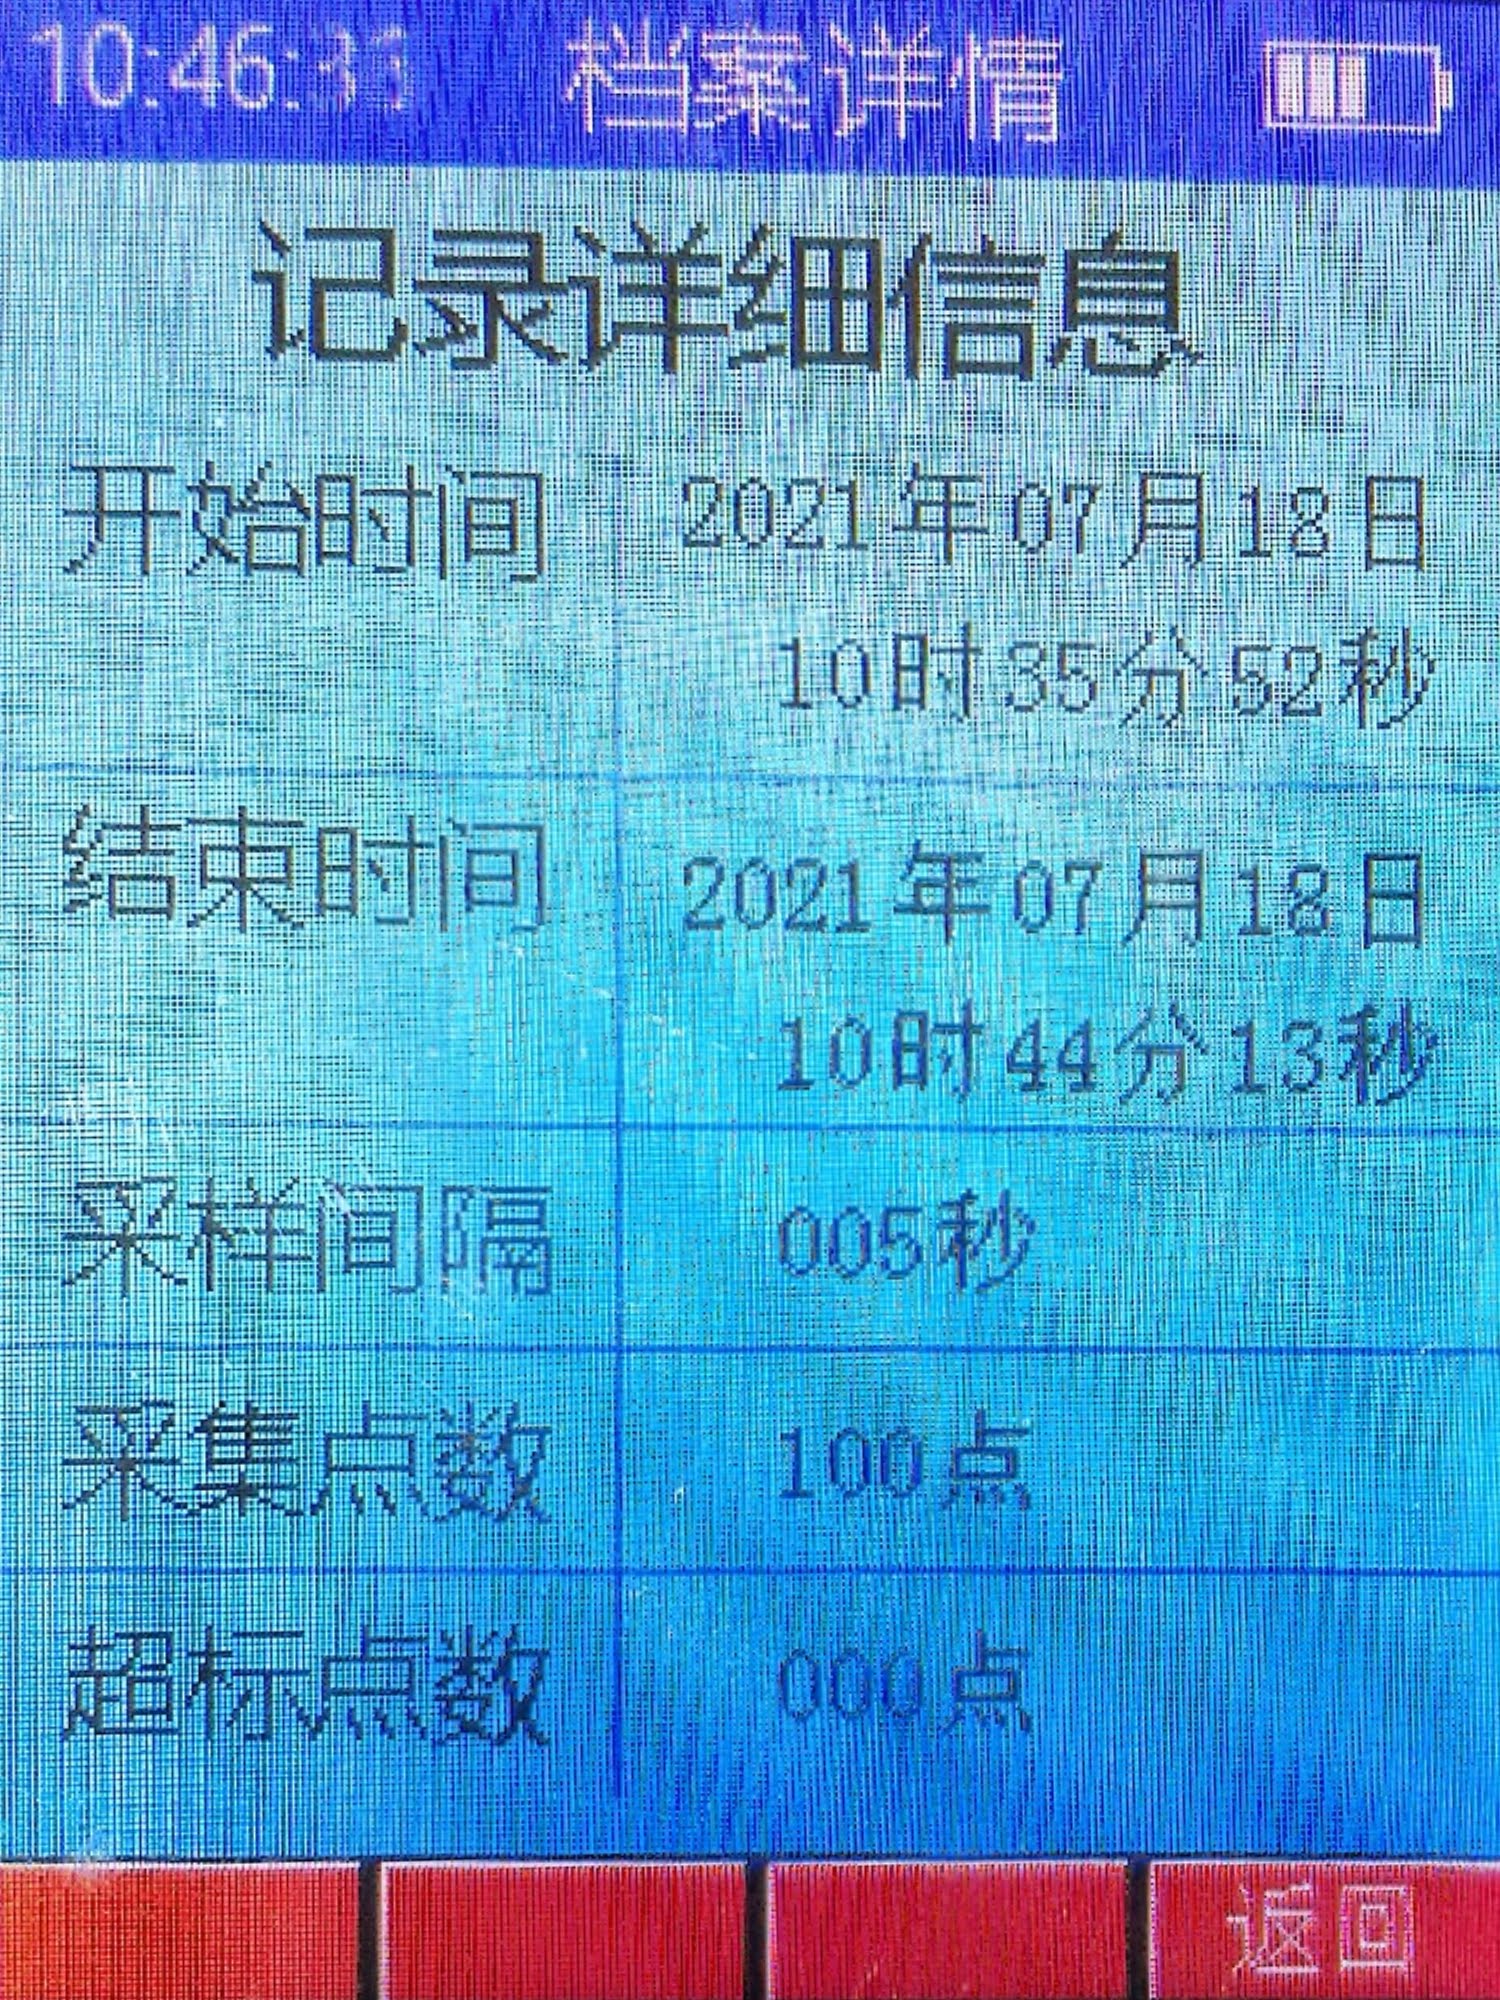 档案详情
记录详细信息
开始时间 2021年07月18日
10时35分52秒
结束时间 2021年07月18日
10时44分13秒
采样间隔 005秒
采集点数 100点
超标点数 000点
返回